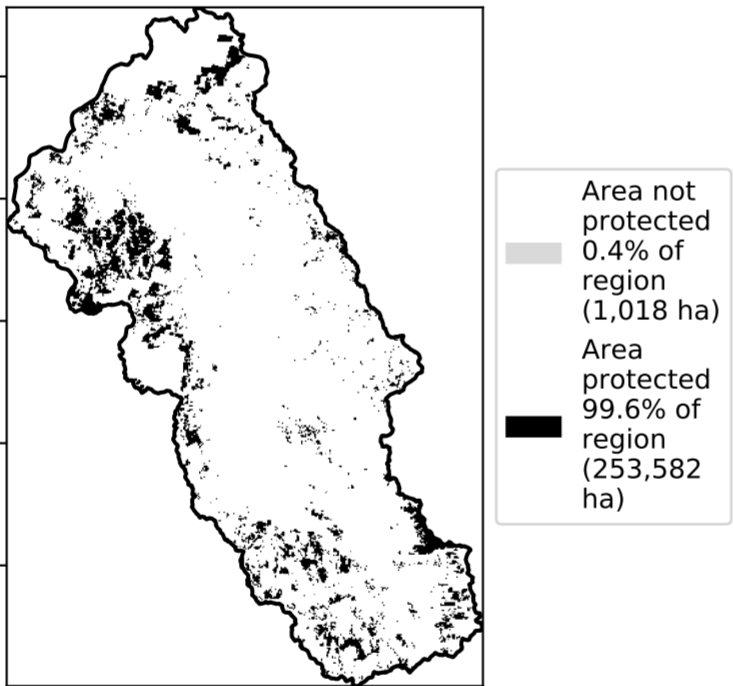 Area not
protected
0.4% of
region
(1,018 ha)
Area
protected
99.6% of
region
(253,582
ha)